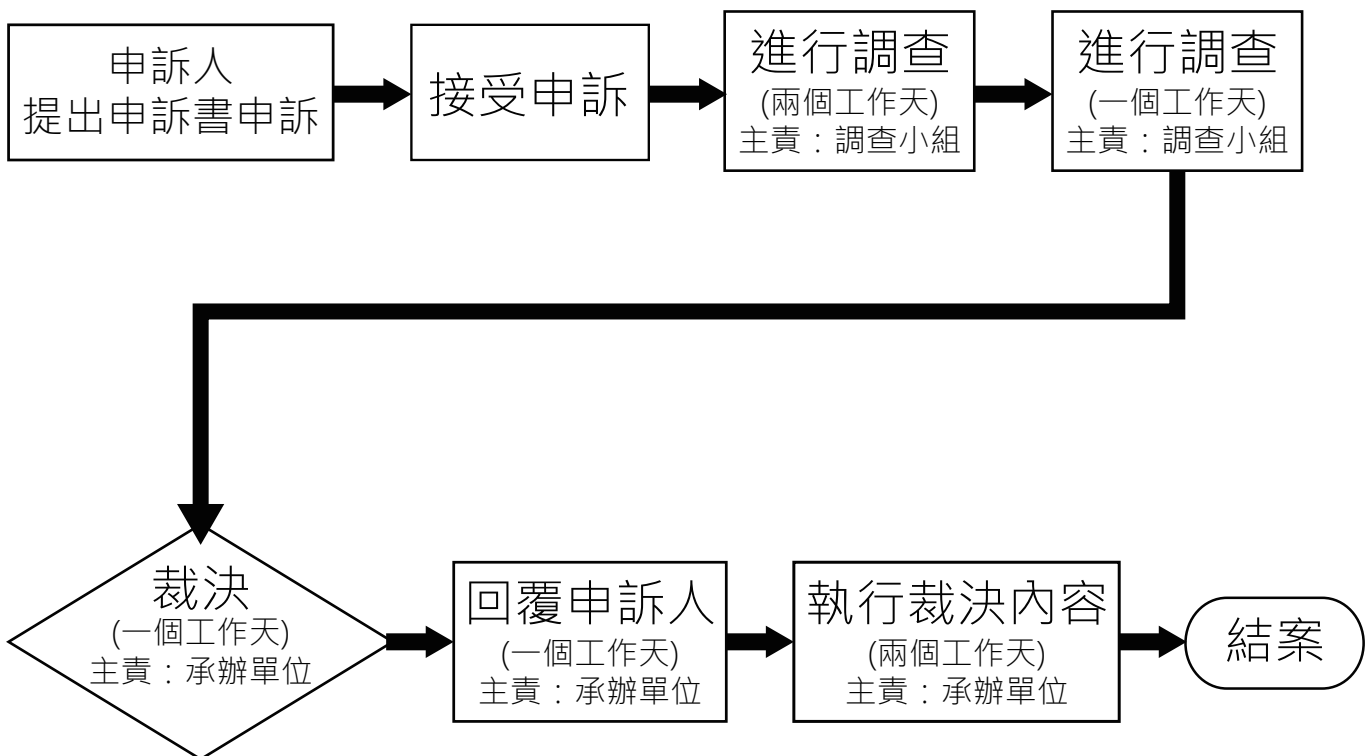 申訴人
提出申訴書申訴
接受申訴
進行調查
(兩個工作天)
主責：調查小組
進行調查
(一個工作天)
主責：調查小組
裁決
(一個工作天)
主責：承辦單位
回覆申訴人
(一個工作天)
主責：承辦單位
執行裁決內容
(兩個工作天)
主責：承辦單位
結案